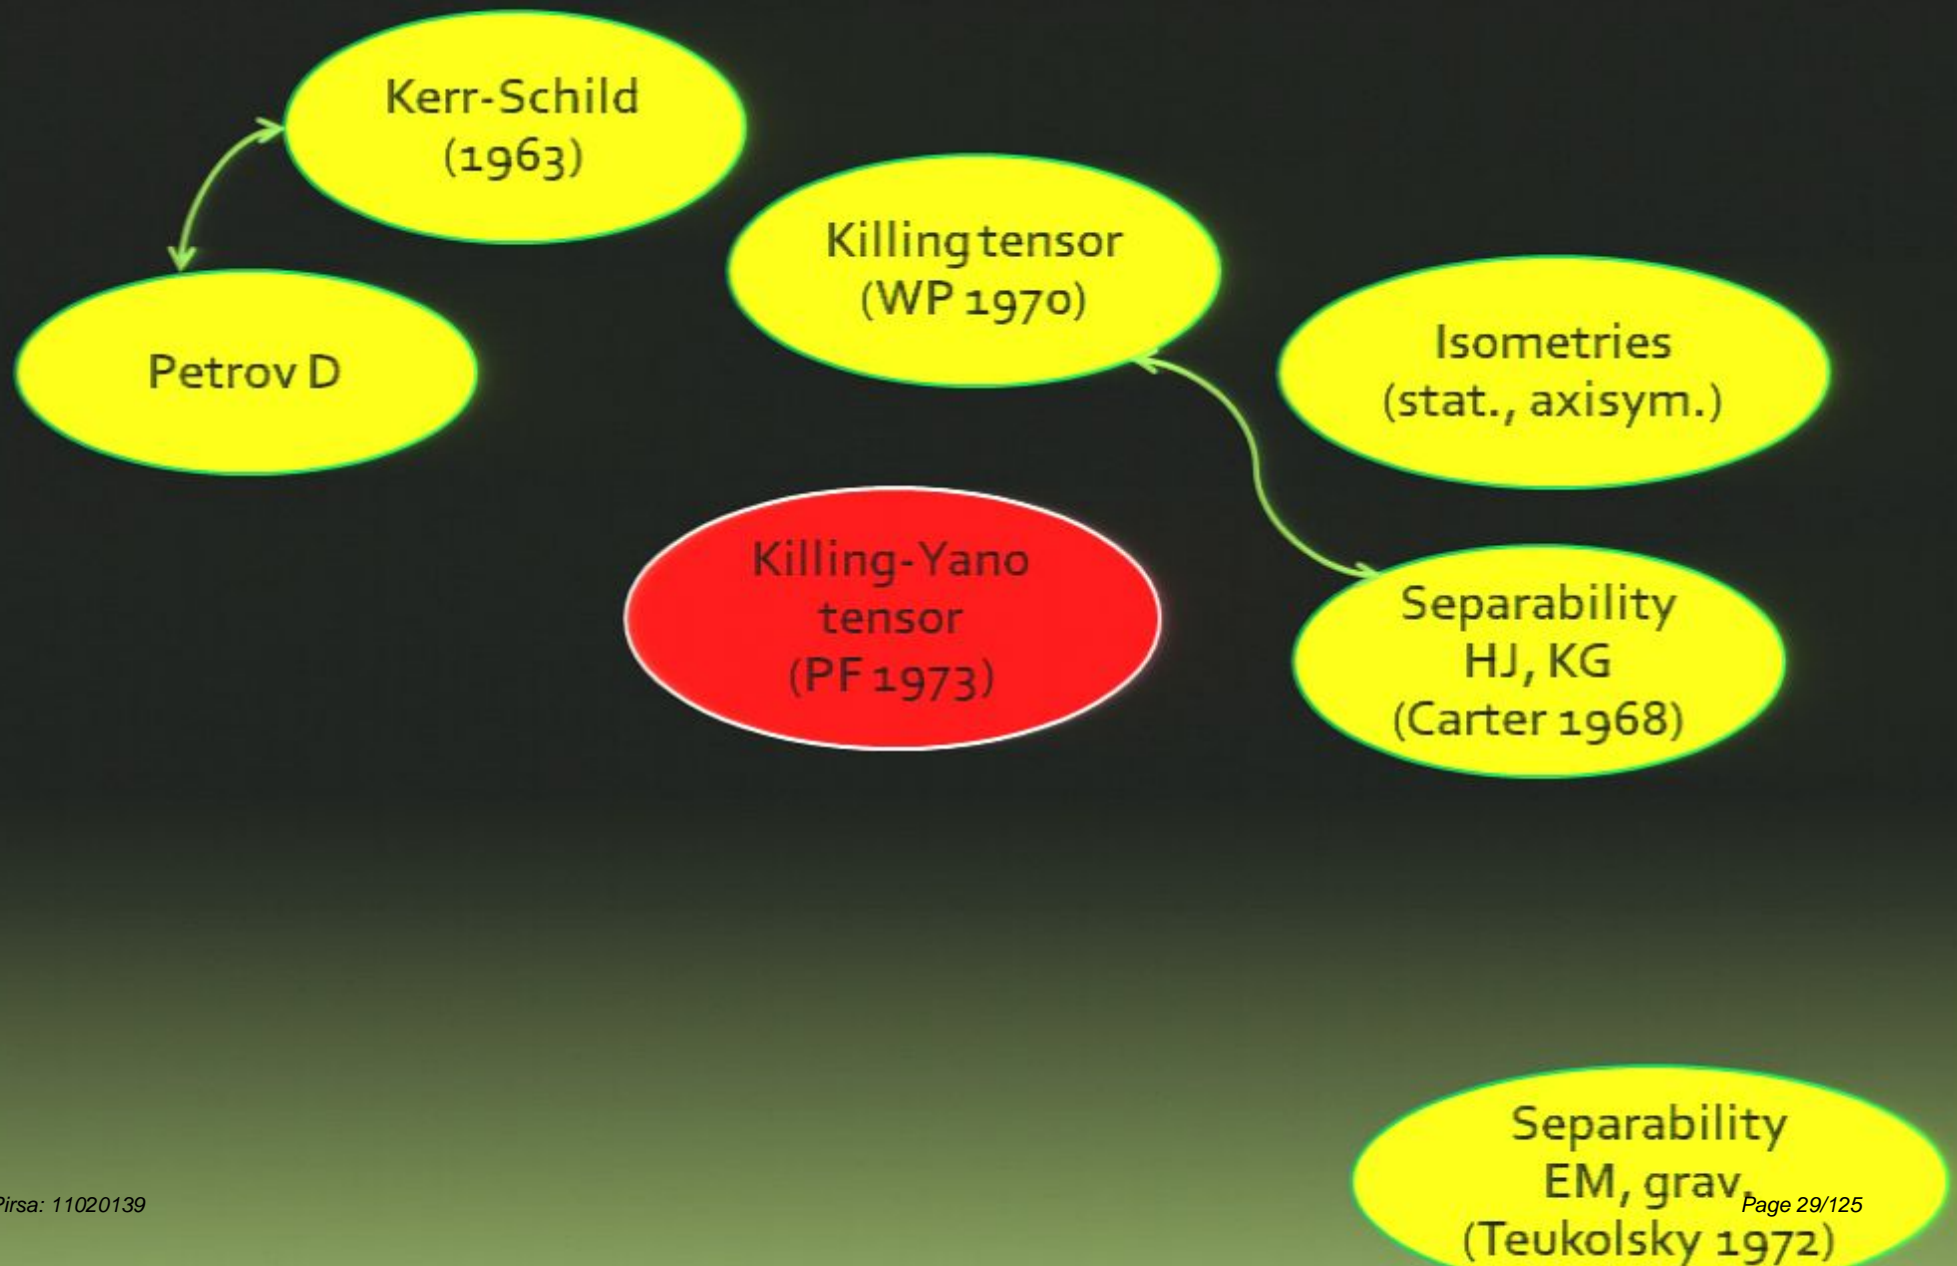 Kerr-Schild
(1963)
Killing tensor
(WP 1970)
Isometries
(stat., axisym.)
Petrov D
Killing-Yano
tensor
(PF 1973)
Separability
HJ, KG
(Carter 1968)
Separability
EM, grav.
(Teukolsky 1972)
Pirsa: 11020139
Page 29/125